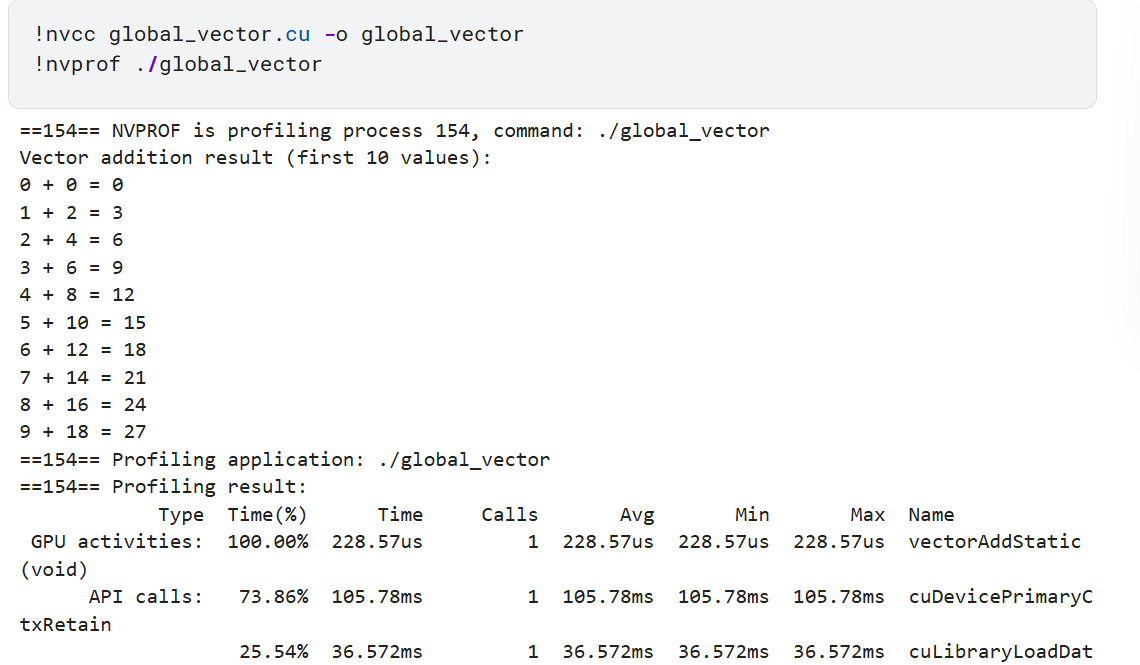 !nvcc global_vector.cu -o global_vector
!nvprof ./global_vector
==154== NVPROF is profiling process 154, command: ./global_vector
Vector addition result (first 10 values):
0 + 0 = 0
1 + 2 = 3
2 + 4 = 6
3 + 6 = 9
4 + 8 = 12
5 + 10 = 15
6 + 12 = 18
7 + 14 = 21
8 + 16 = 24
9 + 18 = 27
==154== Profiling application: ./global_vector
==154== Profiling result:
            Type  Time(%)      Time     Calls       Avg       Min       Max  Name
 GPU activities:  100.00%  228.57us         1  228.57us  228.57us  228.57us  vectorAddStatic
(void)
      API calls:   73.86%  105.78ms         1  105.78ms  105.78ms  105.78ms  cuDevicePrimaryC
txRetain
                   25.54%  36.572ms         1  36.572ms  36.572ms  36.572ms  cuLibraryLoadDat